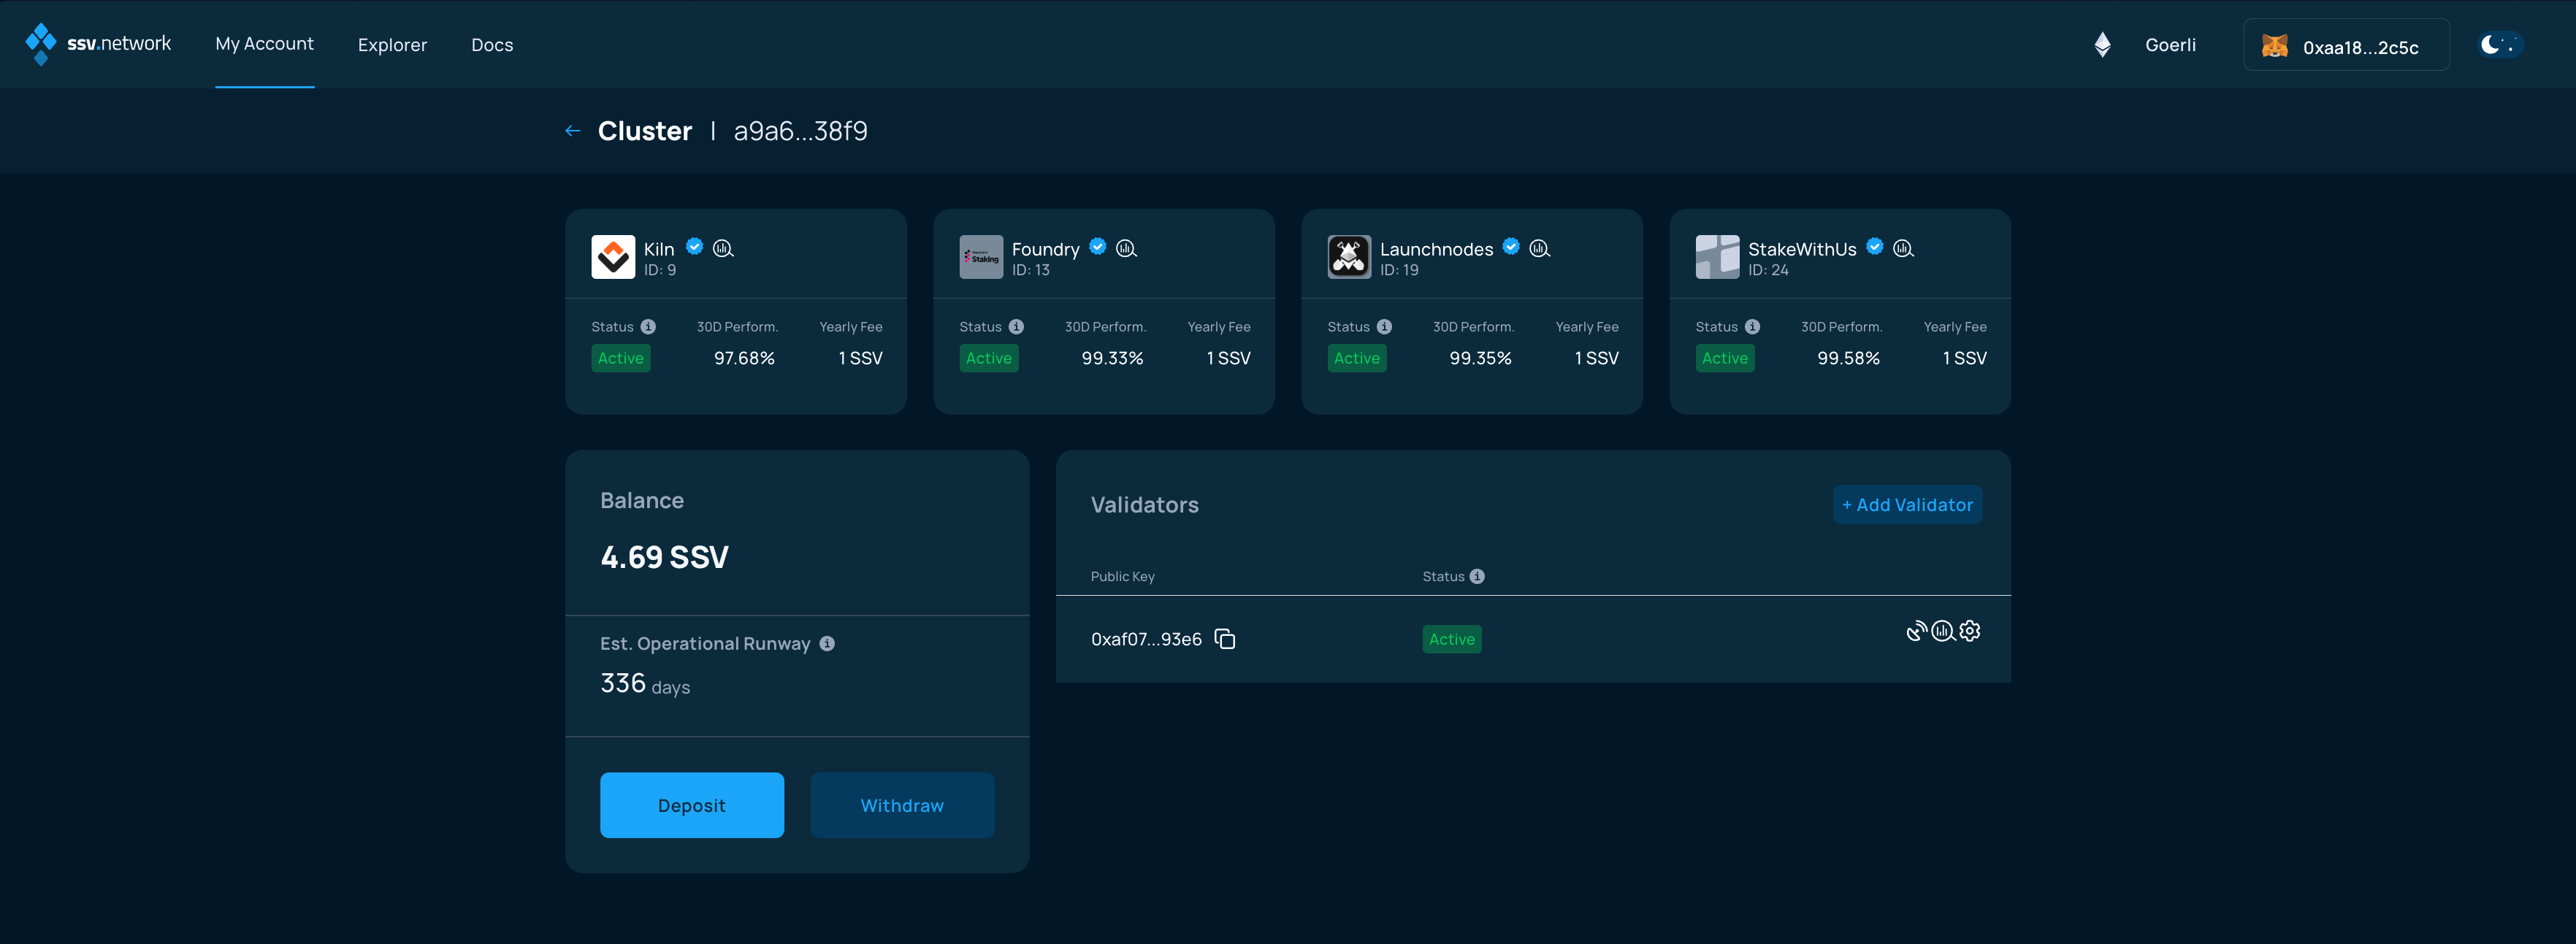 ssv.network My Account Explorer Docs Goerli 0xaa18...2c5c
Cluster | a9a6...38f9
Kiln
ID: 9
Status 30D Perform. Yearly Fee
Active 97.68% 1 SSV
Staking
Foundry
ID: 13
Status 30D Perform. Yearly Fee
Active 99.33% 1 SSV
Launchnodes
ID: 19
Status 30D Perform. Yearly Fee
Active 99.35% 1 SSV
StakeWithUs
ID: 24
Status 30D Perform. Yearly Fee
Active 99.58% 1 SSV
Balance
4.69 SSV
Est. Operational Runway
336 days
Deposit Withdraw
Validators + Add Validator
Public Key Status
0xaf07...93e6 Active